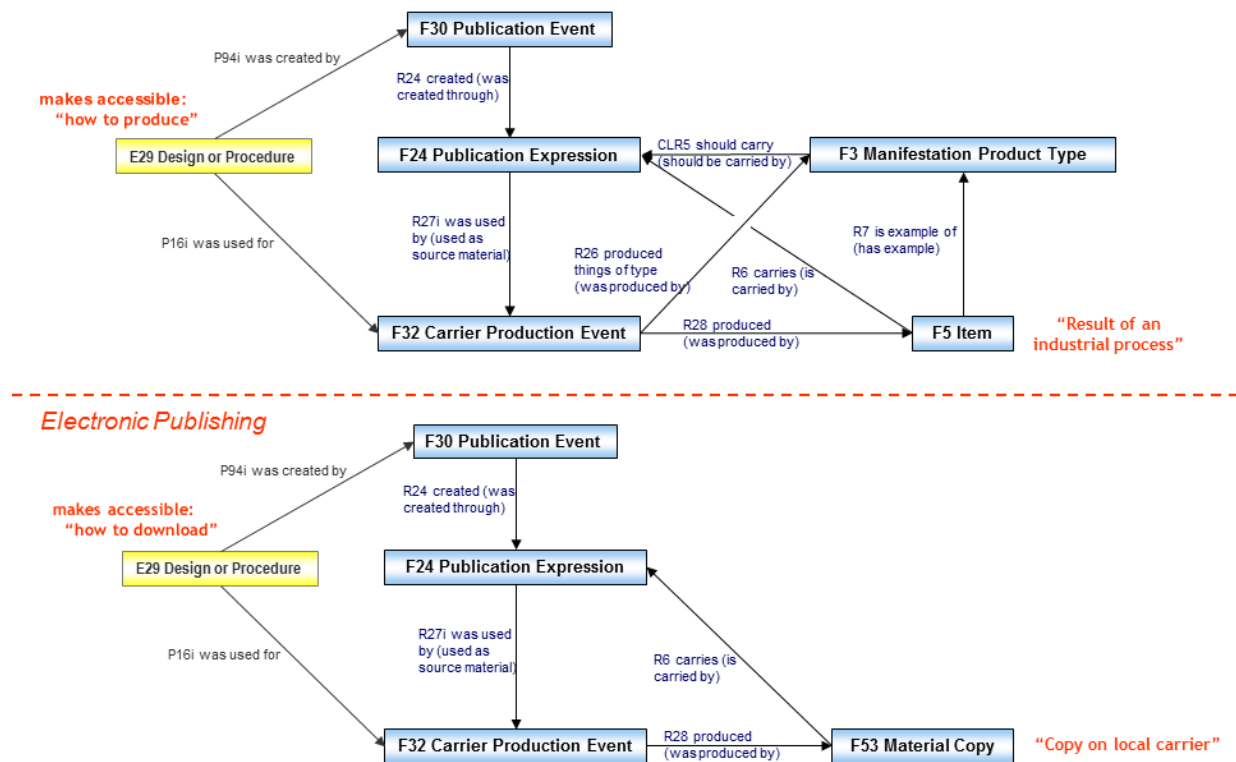 F30 Publication Event
P94i was created by
R24 created (was
created through)
makes accessible:
"how to produce"
E29 Design or Procedure
F24 Publication Expression
CLR5 should carry
(should be carried by)
F3 Manifestation Product Type
R27i was used
by (used as
source material)
P16i was used for
R26 produced
things of type
(was produced by)
R6 carries (is
carried by)
R7 is example of
(has example)
F32 Carrier Production Event
R28 produced
(was produced by)
F5 Item
"Result of an
industrial process"
Electronic Publishing
F30 Publication Event
P94i was created by
R24 created (was
created through)
makes accessible:
"how to download"
E29 Design or Procedure
F24 Publication Expression
R27i was used
by (used as
source material)
P16i was used for
R6 carries (is
carried by)
F32 Carrier Production Event
R28 produced
(was produced by)
F53 Material Copy
"Copy on local carrier"